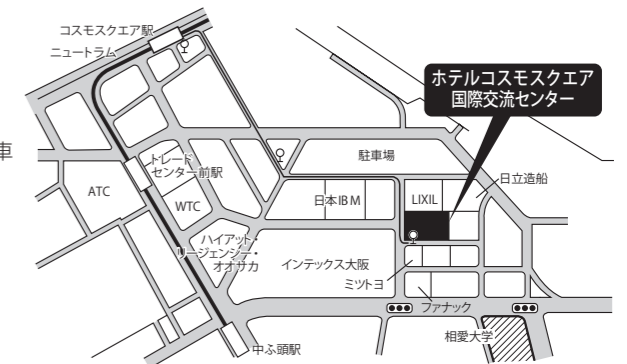 コスモスクエア駅
ニュートラム
ホテルコスモスクエア
国際交流センター
車
駐車場
トレード
センター前駅
日立造船
ATC
WTC
日本IBM
LIXIL
ハイアット・
リージェンジー・
オオサカ
インテックス大阪
ミツトヨ
ファナック
相愛大学
中ふ頭駅